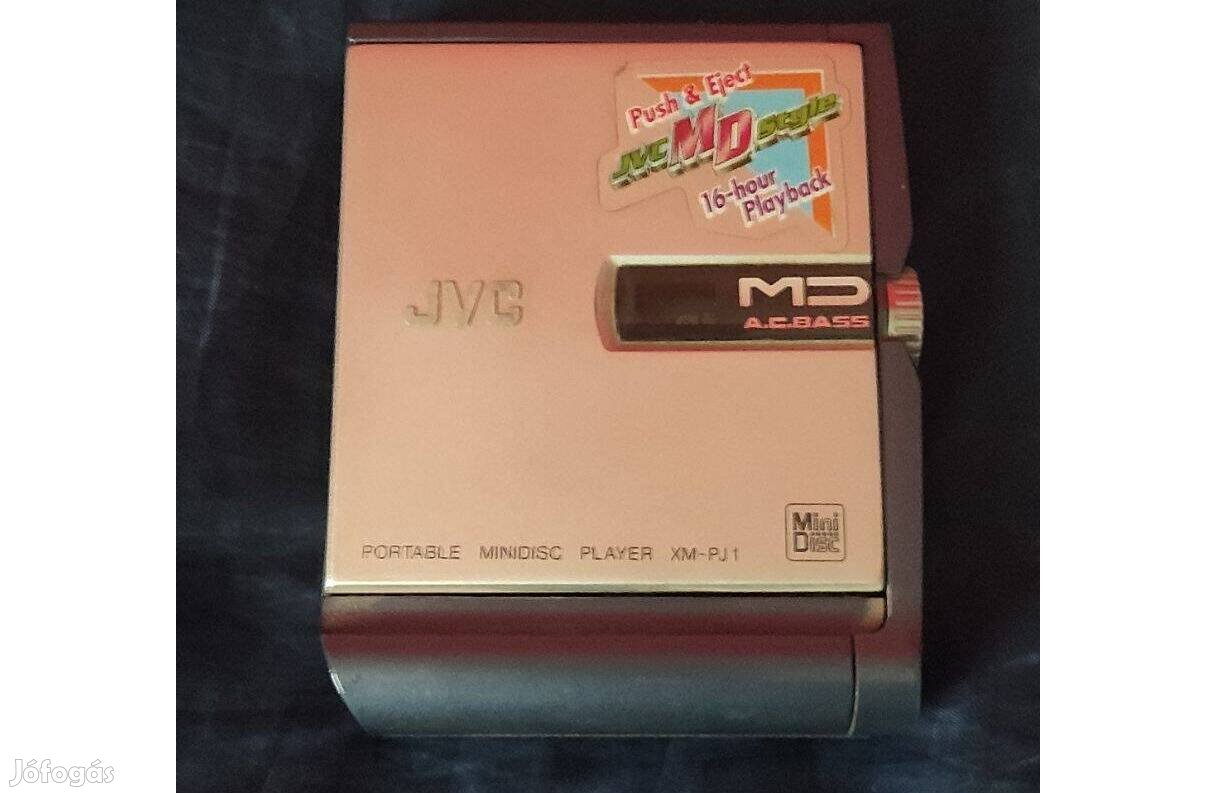 Push & Eject
JVC MD style
16-hour
Playback
JVC
MD
A.C.BASS
Mini
DISC
PORTABLE MINIDISC PLAYER XM-PJ1
Jófogás